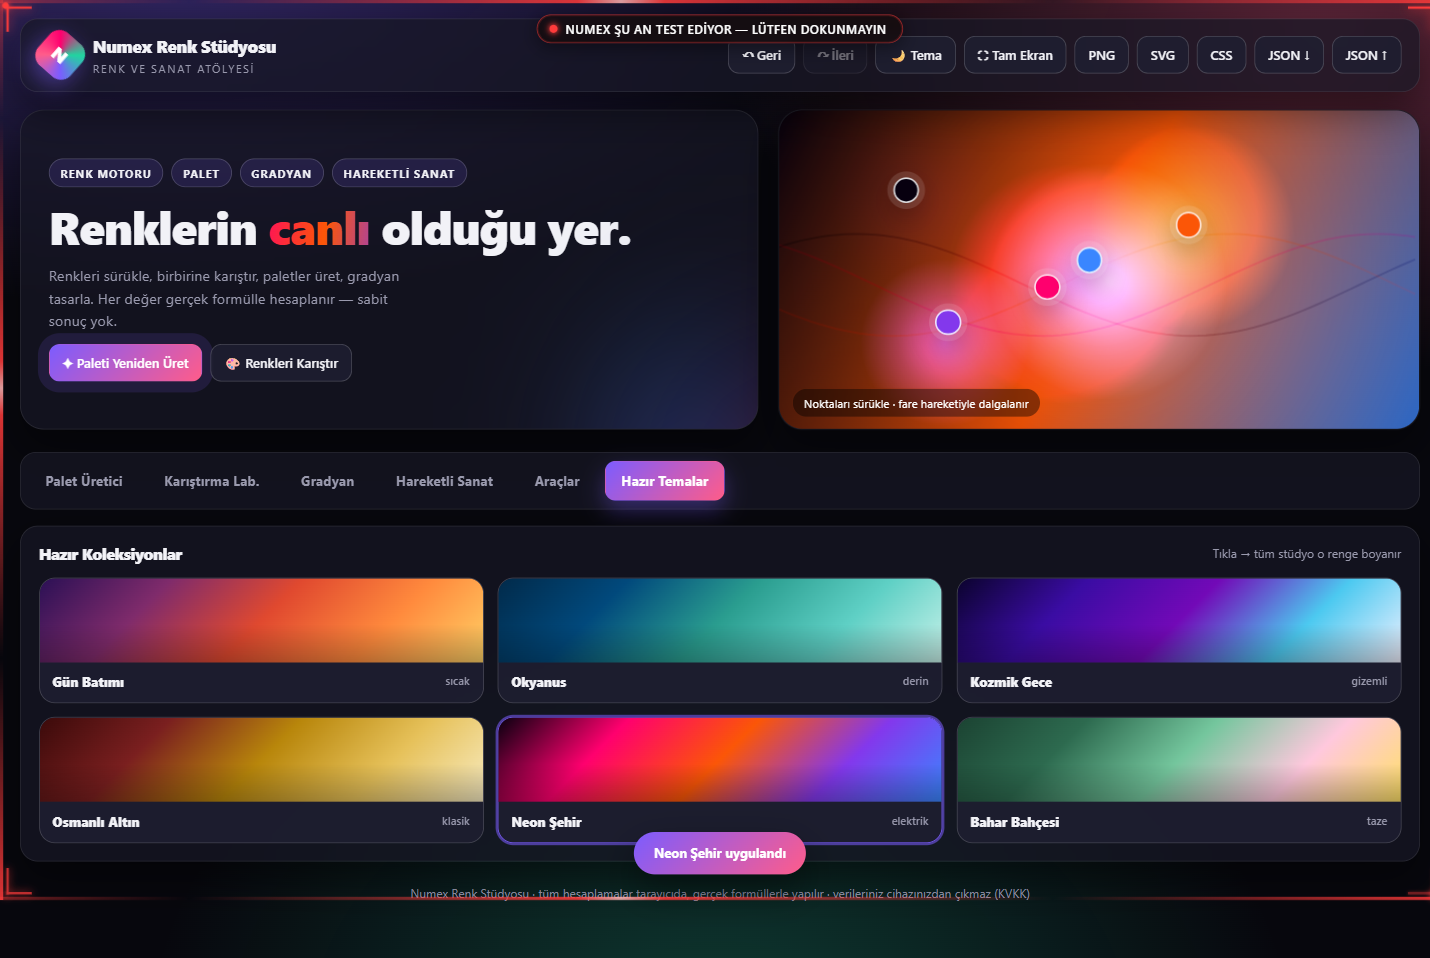 NUMEX ŞU AN TEST EDİYOR — LÜTFEN DOKUNMAYIN
Numex Renk Stüdyosu
RENK VE SANAT ATÖLYESİ
↶ Geri
↷ İleri
🌙 Tema
⛶ Tam Ekran
PNG
SVG
CSS
JSON ↓
JSON ↑
RENK MOTORU
PALET
GRADYAN
HAREKETLİ SANAT
Renklerin canlı olduğu yer.
Renkleri sürükle, birbirine karıştır, paletler üret, gradyan
tasarla. Her değer gerçek formülle hesaplanır — sabit
sonuç yok.
✦ Paleti Yeniden Üret
🎨 Renkleri Karıştır
Noktaları sürükle · fare hareketiyle dalgalanır
Palet Üretici
Karıştırma Lab.
Gradyan
Hareketli Sanat
Araçlar
Hazır Temalar
Hazır Koleksiyonlar
Tıkla → tüm stüdyo o renge boyanır
Gün Batımı
sıcak
Okyanus
derin
Kozmik Gece
gizemli
Osmanlı Altın
klasik
Neon Şehir
elektrik
Bahar Bahçesi
taze
Neon Şehir uygulandı
Numex Renk Stüdyosu · tüm hesaplamalar tarayıcıda, gerçek formüllerle yapılır · verileriniz cihazınızdan çıkmaz (KVKK)